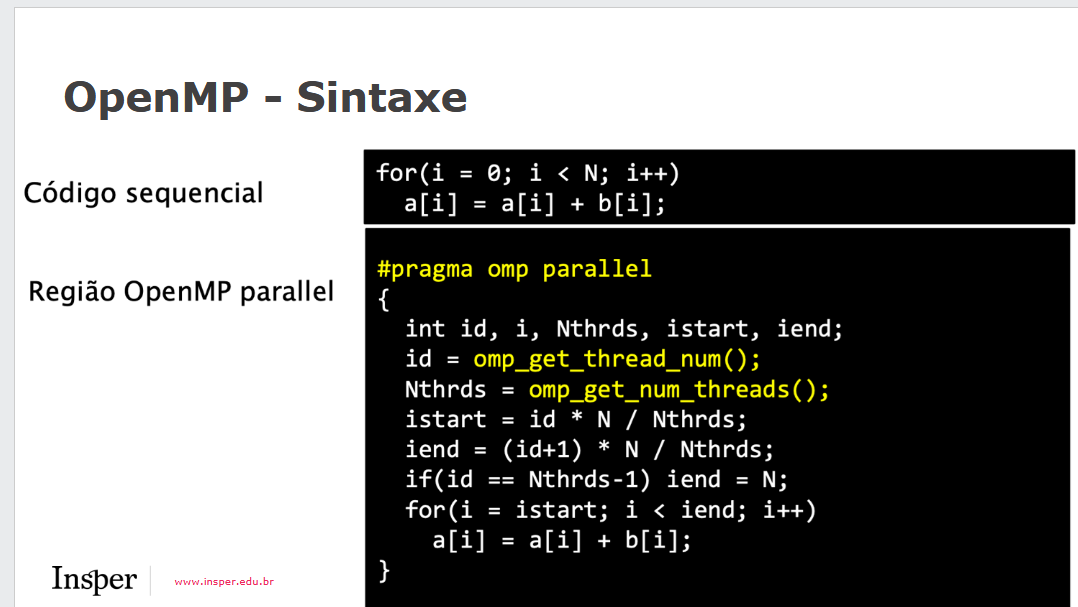 OpenMP - Sintaxe
Código sequencial
for(i = 0; i < N; i++)
  a[i] = a[i] + b[i];
Região OpenMP parallel
#pragma omp parallel
{
  int id, i, Nthrds, istart, iend;
  id = omp_get_thread_num();
  Nthrds = omp_get_num_threads();
  istart = id * N / Nthrds;
  iend = (id+1) * N / Nthrds;
  if(id == Nthrds-1) iend = N;
  for(i = istart; i < iend; i++)
    a[i] = a[i] + b[i];
}
Insper
www.insper.edu.br